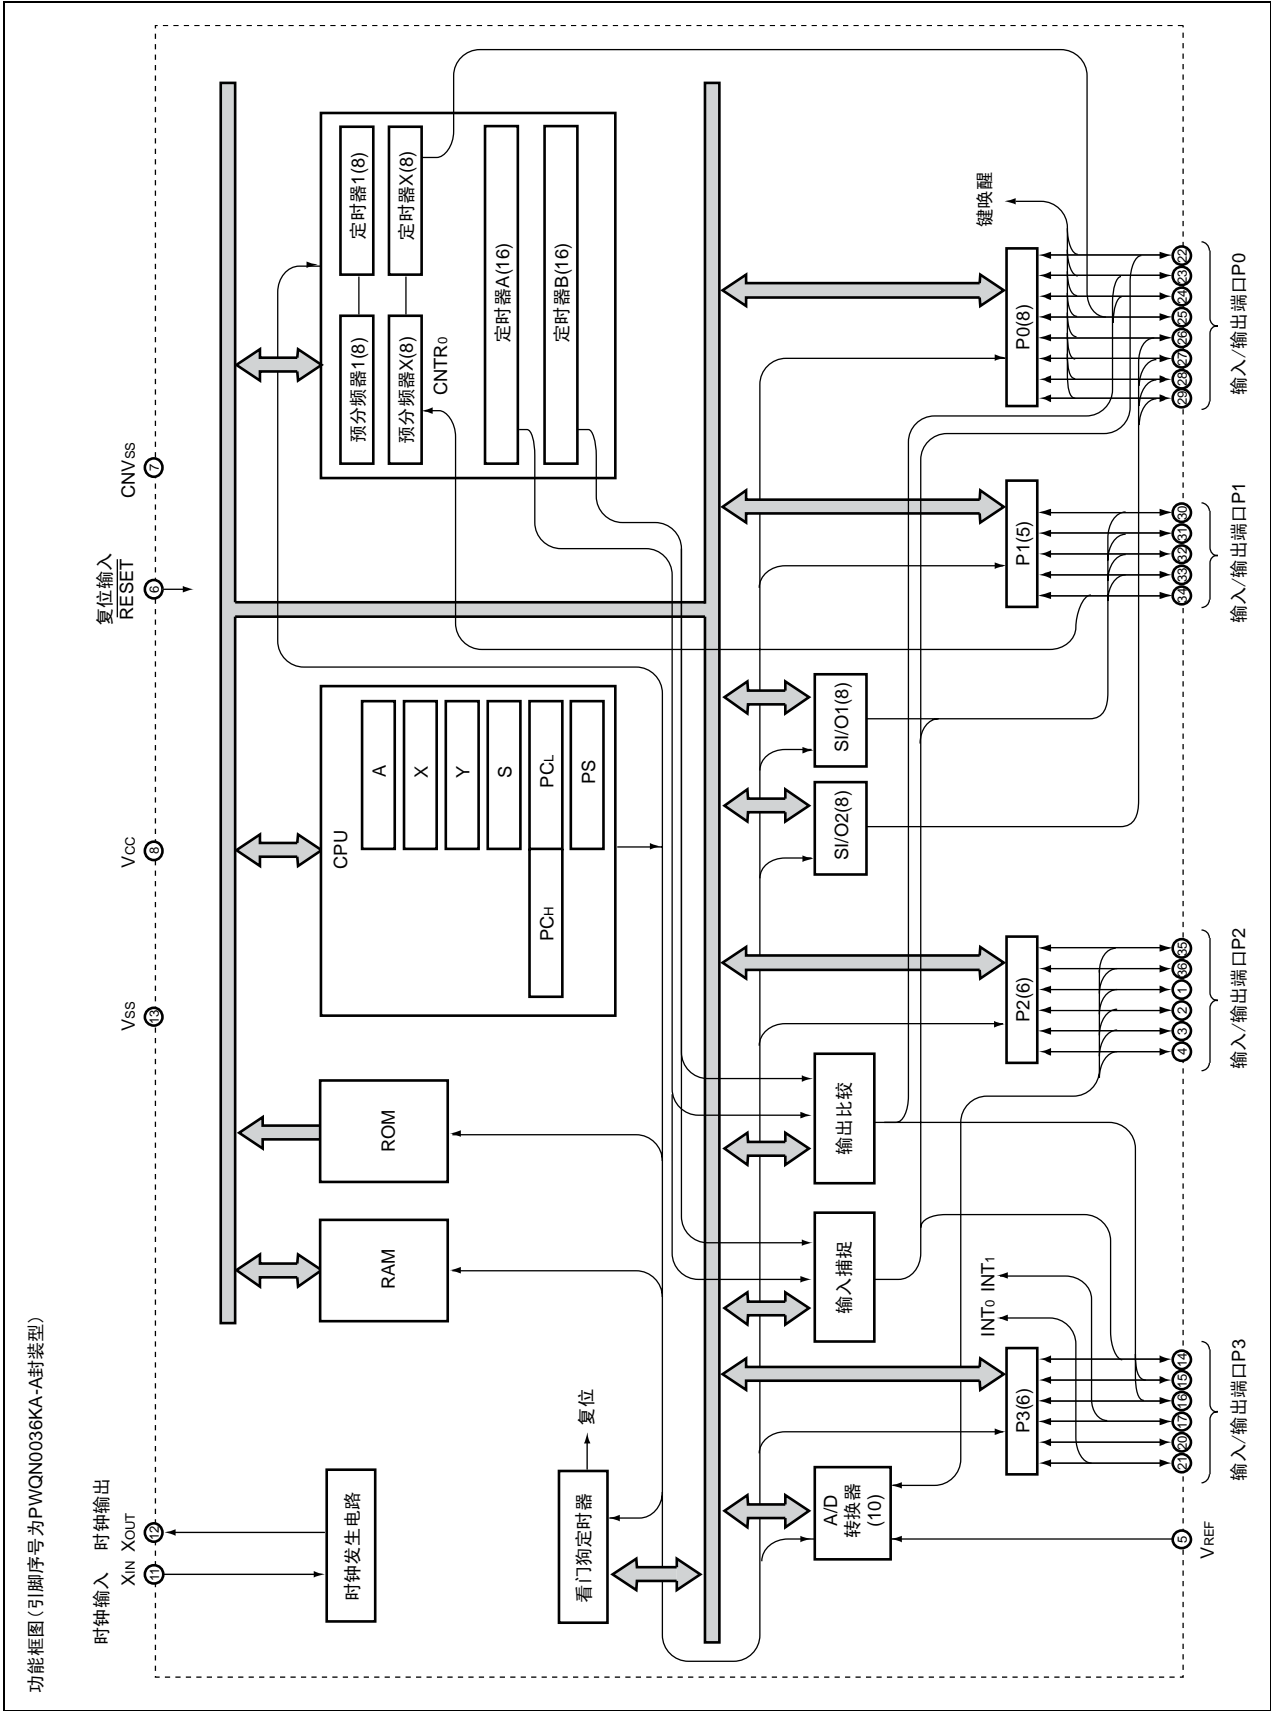 功能框图(引脚序号为PWQN0036KA-A封装型)
时钟输入 时钟输出
XIN XOUT
11 12
VSS
13
VCC
8
复位输入
RESET
6
CNVSS
7
时钟发生电路
RAM
ROM
CPU
A
X
Y
S
PCH PCL
PS
预分频器1(8) 定时器1(8)
预分频器X(8) 定时器X(8)
CNTR0
定时器A(16)
定时器B(16)
看门狗定时器
复位
A/D
转换器
(10)
输入捕捉
输出比较
SI/O2(8)
SI/O1(8)
INT0 INT1
键唤醒
P3(6)
P2(6)
P1(5)
P0(8)
5
VREF
21 20 17 16 15 14
输入/输出端口P3
4 3 2 1 36 35
输入/输出端口P2
34 33 32 31 30
输入/输出端口P1
29 28 27 26 25 24 23 22
输入/输出端口P0